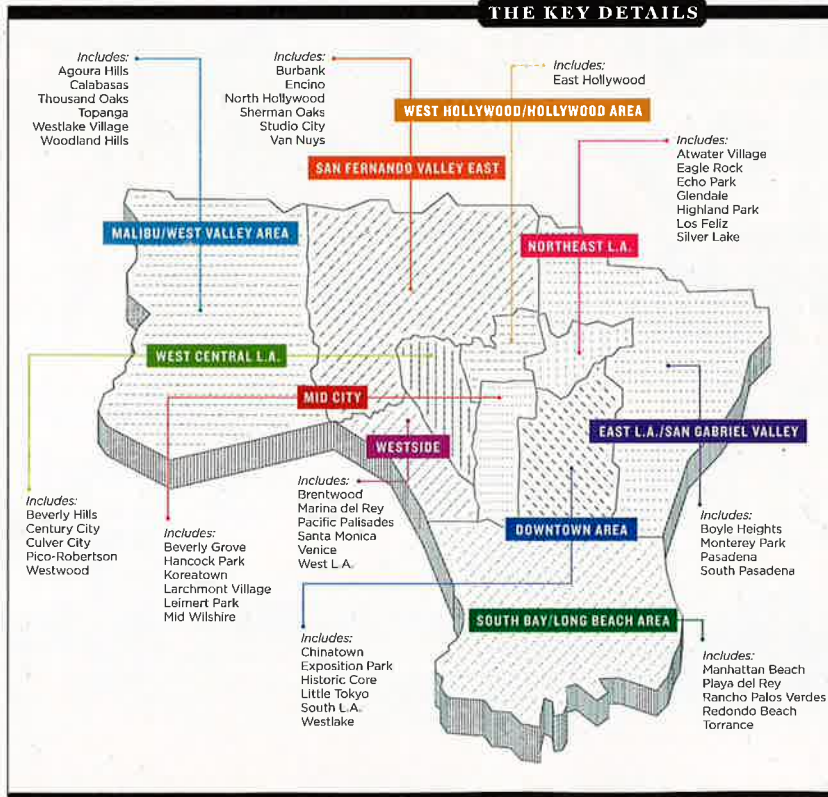 THE KEY DETAILS
Includes:
Agoura Hills
Calabasas
Thousand Oaks
Topanga
Westlake Village
Woodland Hills
Includes:
Burbank
Encino
North Hollywood
Sherman Oaks
Studio City
Van Nuys
Includes:
East Hollywood
WEST HOLLYWOOD/HOLLYWOOD AREA
Includes:
Atwater Village
Eagle Rock
Echo Park
Glendale
Highland Park
Los Feliz
Silver Lake
SAN FERNANDO VALLEY EAST
MALIBU/WEST VALLEY AREA
NORTHEAST L.A.
WEST CENTRAL L.A.
MID CITY
WESTSIDE
EAST L.A./SAN GABRIEL VALLEY
Includes:
Beverly Hills
Century City
Culver City
Pico-Robertson
Westwood
Includes:
Beverly Grove
Hancock Park
Koreatown
Larchmont Village
Leimert Park
Mid Wilshire
Includes:
Brentwood
Marina del Rey
Pacific Palisades
Santa Monica
Venice
West L.A.
DOWNTOWN AREA
Includes:
Boyle Heights
Monterey Park
Pasadena
South Pasadena
SOUTH BAY/LONG BEACH AREA
Includes:
Chinatown
Exposition Park
Historic Core
Little Tokyo
South L.A.
Westlake
Includes:
Manhattan Beach
Playa del Rey
Rancho Palos Verdes
Redondo Beach
Torrance